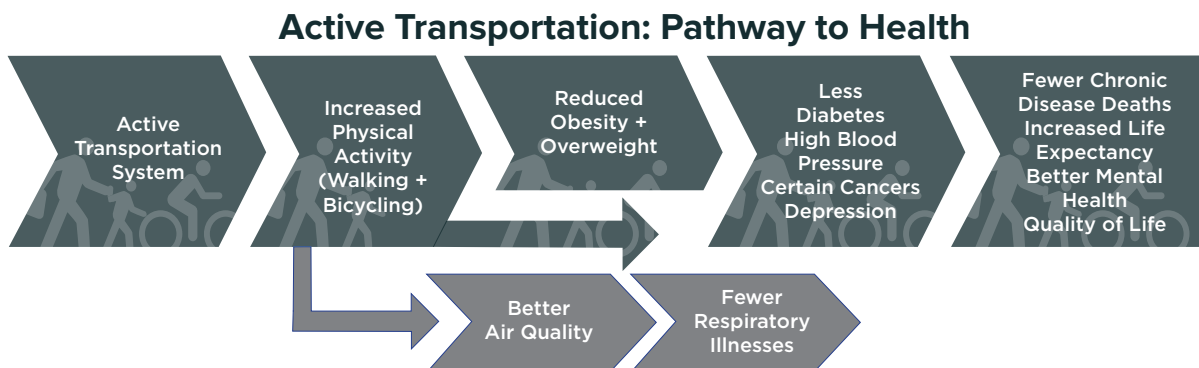 Active Transportation: Pathway to Health
Active
Transportation
System
Increased
Physical
Activity
(Walking +
Bicycling)
Reduced
Obesity +
Overweight
Less
Diabetes
High Blood
Pressure
Certain Cancers
Depression
Fewer Chronic
Disease Deaths
Increased Life
Expectancy
Better Mental
Health
Quality of Life
Better
Air Quality
Fewer
Respiratory
Illnesses